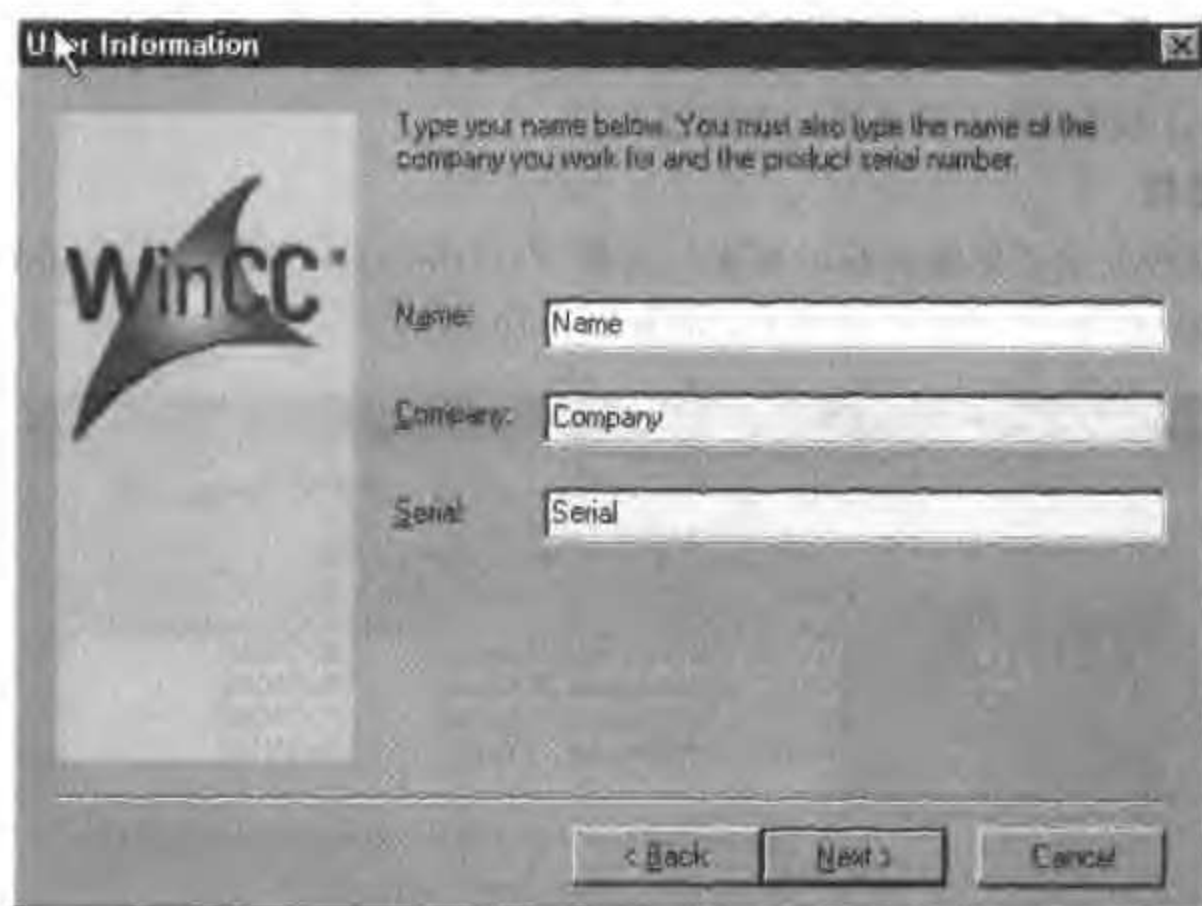 User Information
Type your name below. You must also type the name of the
company you work for and the product serial number.
WinCC
Name: Name
Company: Company
Serial: Serial
< Back Next > Cancel